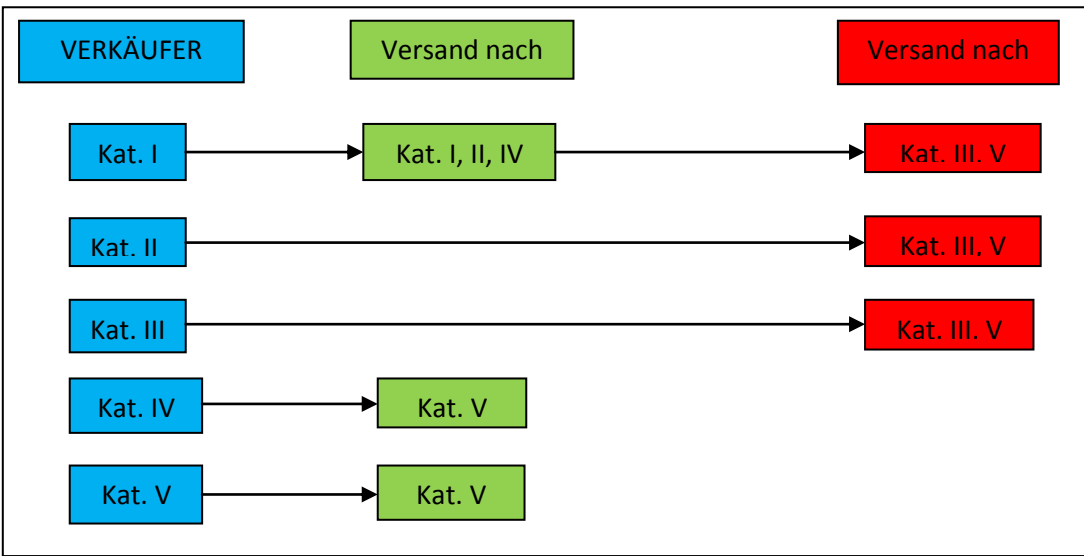 VERKÄUFER
Versand nach
Versand nach
Kat. I
Kat. I, II, IV
Kat. III. V
Kat. II
Kat. III. V
Kat. III
Kat. III. V
Kat. IV
Kat. V
Kat. V
Kat. V